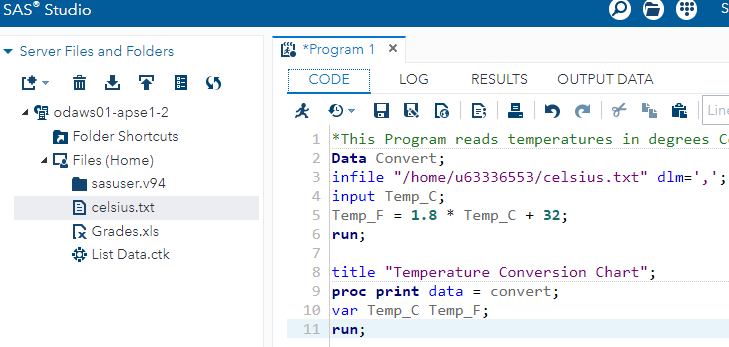 SAS® Studio
S
Server Files and Folders
odaws01-apse1-2
Folder Shortcuts
Files (Home)
sasuser.v94
celsius.txt
Grades.xls
List Data.ctk
*Program 1
CODE LOG RESULTS OUTPUT DATA
Line
1 *This Program reads temperatures in degrees C
2 Data Convert;
3 infile "/home/u63336553/celsius.txt" dlm=',';
4 input Temp_C;
5 Temp_F = 1.8 * Temp_C + 32;
6 run;
7
8 title "Temperature Conversion Chart";
9 proc print data = convert;
10 var Temp_C Temp_F;
11 run;